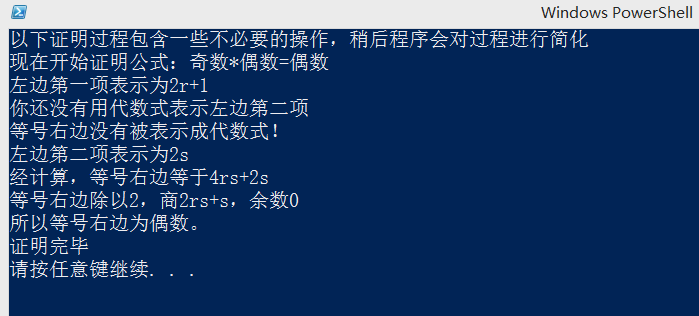 Windows PowerShell
以下证明过程包含一些不必要的操作，稍后程序会对过程进行简化
现在开始证明公式：奇数*偶数=偶数
左边第一项表示为2r+1
你还没有用代数式表示左边第二项
等号右边没有被表示成代数式！
左边第二项表示为2s
经计算，等号右边等于4rs+2s
等号右边除以2，商2rs+s，余数0
所以等号右边为偶数。
证明完毕
请按任意键继续. . .